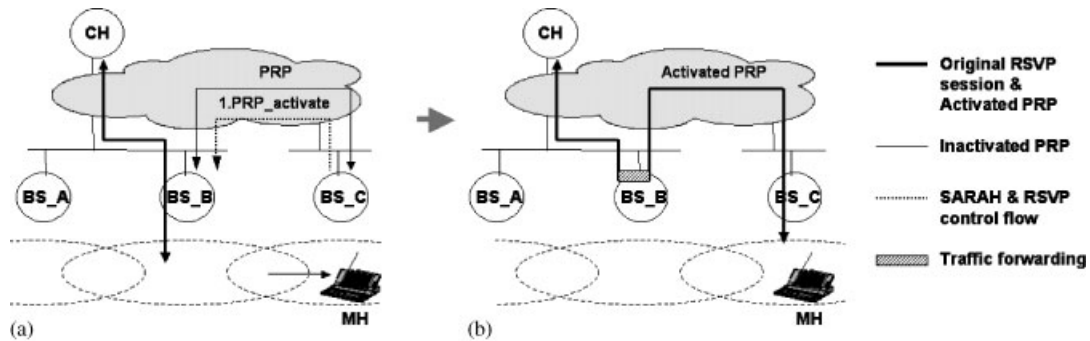 CH
PRP
1.PRP_activate
BS_A
BS_B
BS_C
MH
(a)
CH
Activated PRP
BS_A
BS_B
BS_C
MH
(b)
Original RSVP
session &
Activated PRP
Inactivated PRP
SARAH & RSVP
control flow
Traffic forwarding